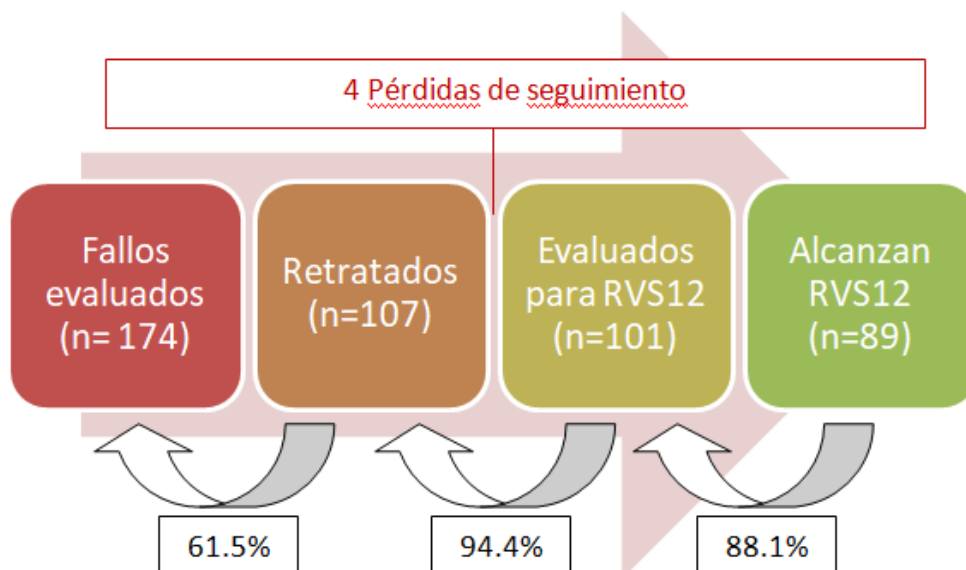 4 Pérdidas de seguimiento
Fallos
evaluados
(n= 174)
Retratados
(n=107)
Evaluados
para RVS12
(n=101)
Alcanzan
RVS12
(n=89)
61.5%
94.4%
88.1%